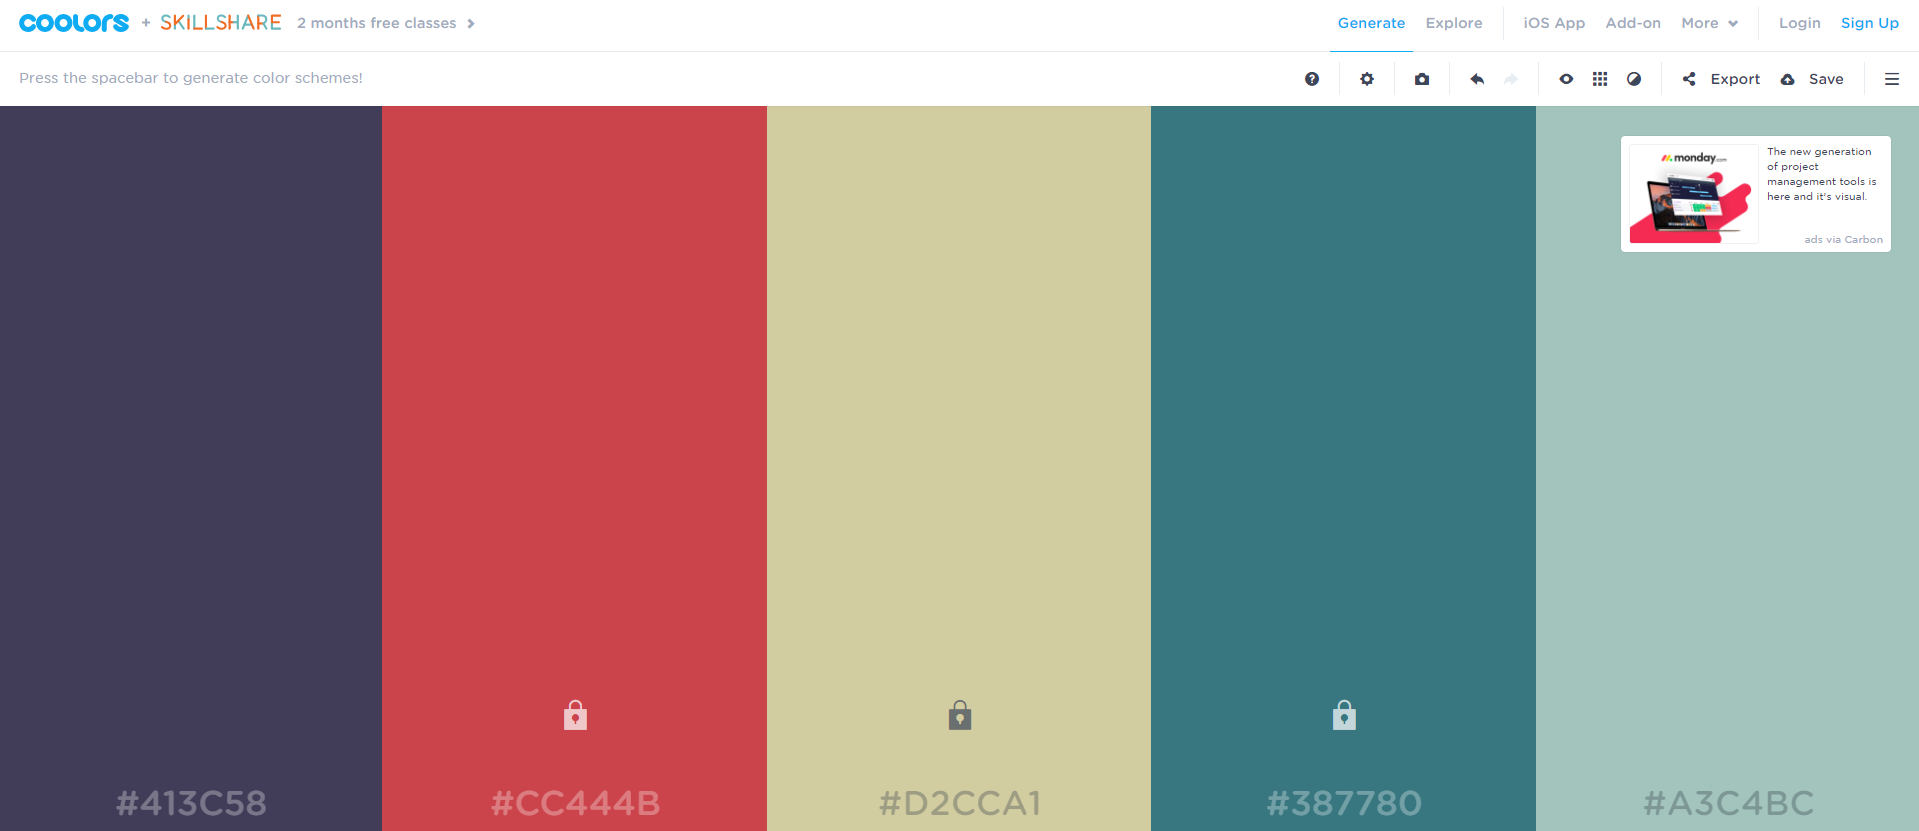 coolors + SKILLSHARE 2 months free classes
Generate Explore iOS App Add-on More Login Sign Up
Press the spacebar to generate color schemes!
Export Save
monday.com
The new generation
of project
management tools is
here and it's visual.
ads via Carbon
#413C58 #CC444B #D2CCA1 #387780 #A3C4BC